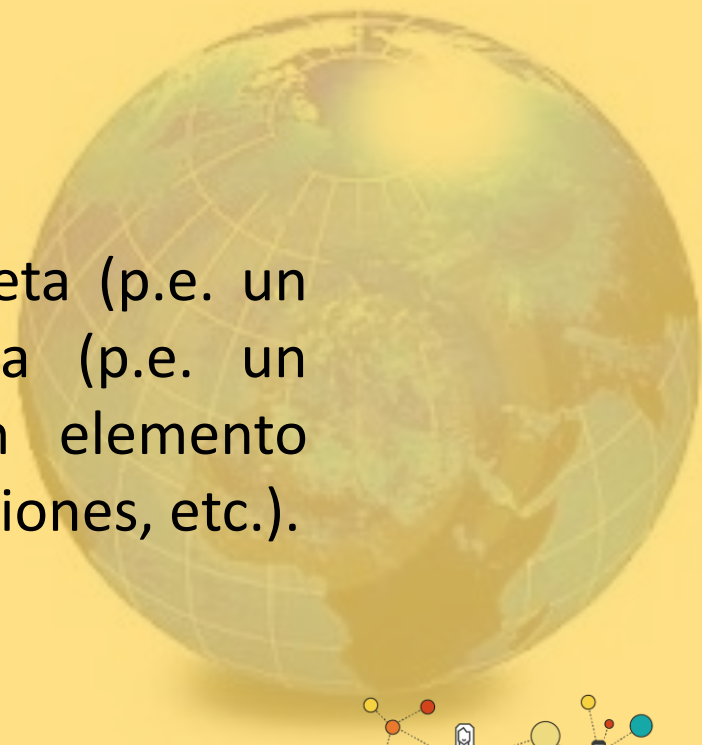 eta (p.e. un
a (p.e. un
n elemento
iones, etc.).